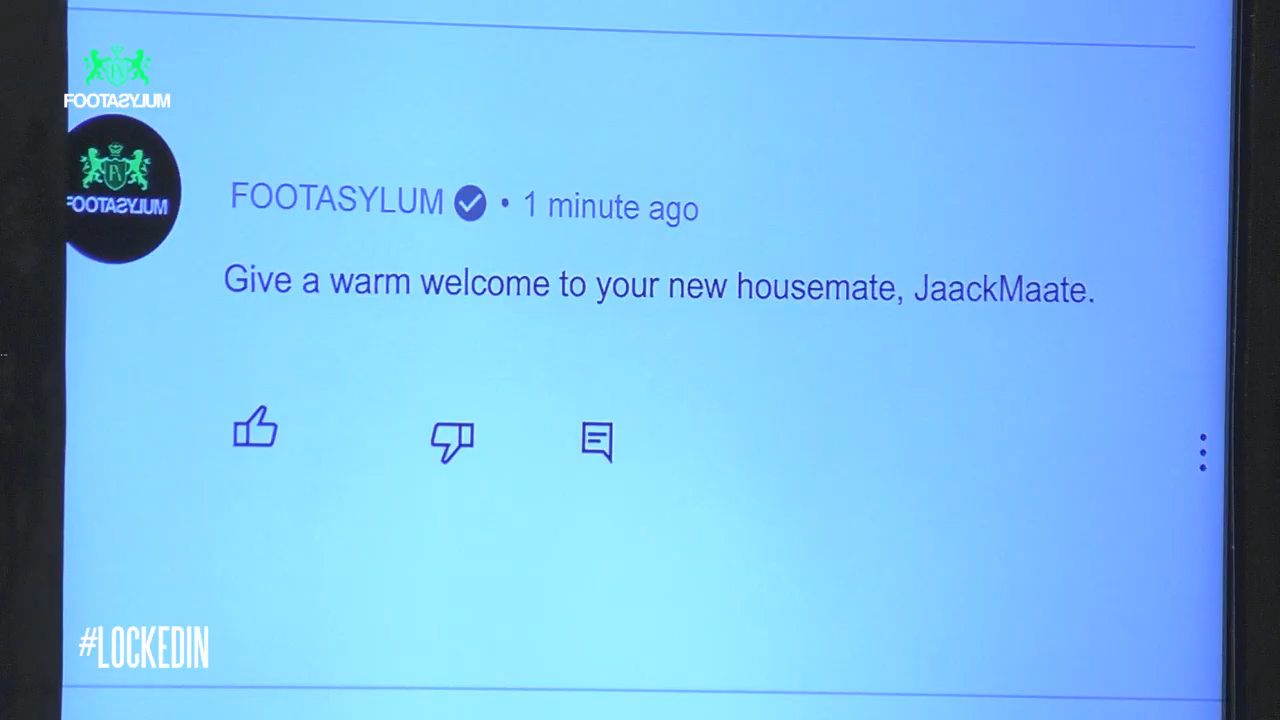 FOOTASYLUM
FOOTASYLUM
FOOTASYLUM • 1 minute ago
Give a warm welcome to your new housemate, JaackMaate.
#LOCKEDIN